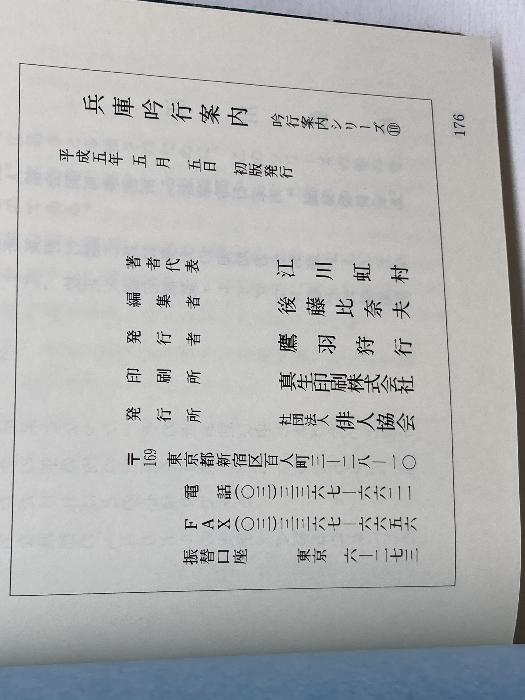 兵庫吟行案内 吟行案内シリーズ⑩
平成五年 五月 五日 初版発行
著者代表 江川虹村
編集者 後藤比奈夫
発行者 鷹羽狩行
印刷所 真生印刷株式会社
発行所 社団法人 俳人協会
〒169 東京都新宿区百人町三―二八―一〇
電話(〇三)三三六七―六六二一
FAX(〇三)三三六七―六六五六
振替口座 東京 六―二一七三
176